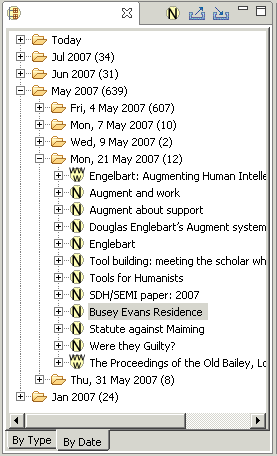 Today
Jul 2007 (34)
Jun 2007 (31)
May 2007 (639)
Fri, 4 May 2007 (607)
Mon, 7 May 2007 (10)
Wed, 9 May 2007 (2)
Mon, 21 May 2007 (12)
Engelbart: Augmenting Human Intelle
Augment and work
Augment about support
Douglas Englebart's Augment system
Englebart
Tool building: meeting the scholar wh
Tools for Humanists
SDH/SEMI paper: 2007
Busey Evans Residence
Statute against Maiming
Were they Guilty?
The Proceedings of the Old Bailey, Lo
Thu, 31 May 2007 (8)
Jan 2007 (24)
By Type By Date